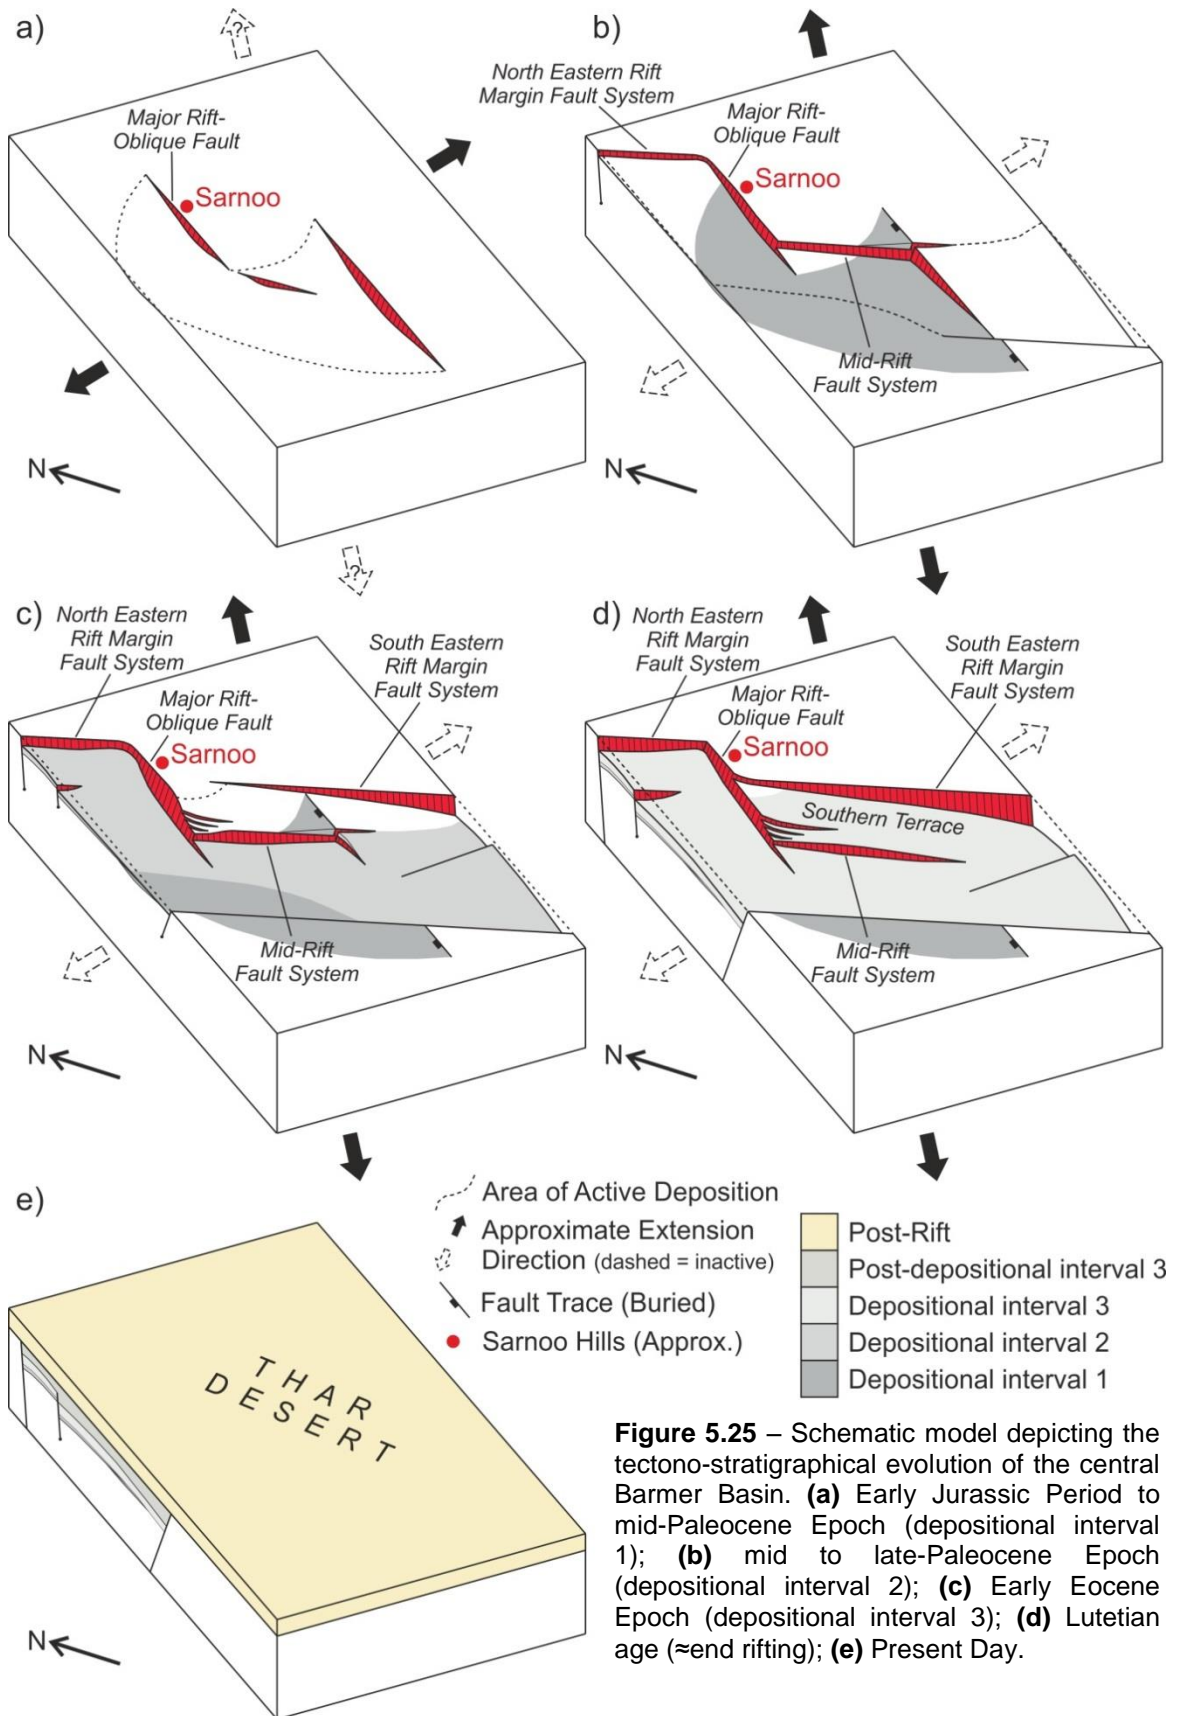 a)
?
Major Rift-
Oblique Fault
Sarnoo
N
?
b)
North Eastern Rift
Margin Fault System
Major Rift-
Oblique Fault
Sarnoo
Mid-Rift
Fault System
N
c)
North Eastern
Rift Margin
Fault System
South Eastern
Rift Margin
Fault System
Major Rift-
Oblique Fault
Sarnoo
Mid-Rift
Fault System
N
d)
North Eastern
Rift Margin
Fault System
South Eastern
Rift Margin
Fault System
Major Rift-
Oblique Fault
Sarnoo
Southern Terrace
Mid-Rift
Fault System
N
e)
THAR
DESERT
N
Area of Active Deposition
Approximate Extension
Direction (dashed = inactive)
Fault Trace (Buried)
Sarnoo Hills (Approx.)
Post-Rift
Post-depositional interval 3
Depositional interval 3
Depositional interval 2
Depositional interval 1
Figure 5.25 – Schematic model depicting the
tectono-stratigraphical evolution of the central
Barmer Basin. (a) Early Jurassic Period to
mid-Paleocene Epoch (depositional interval
1); (b) mid to late-Paleocene Epoch
(depositional interval 2); (c) Early Eocene
Epoch (depositional interval 3); (d) Lutetian
age (≈end rifting); (e) Present Day.